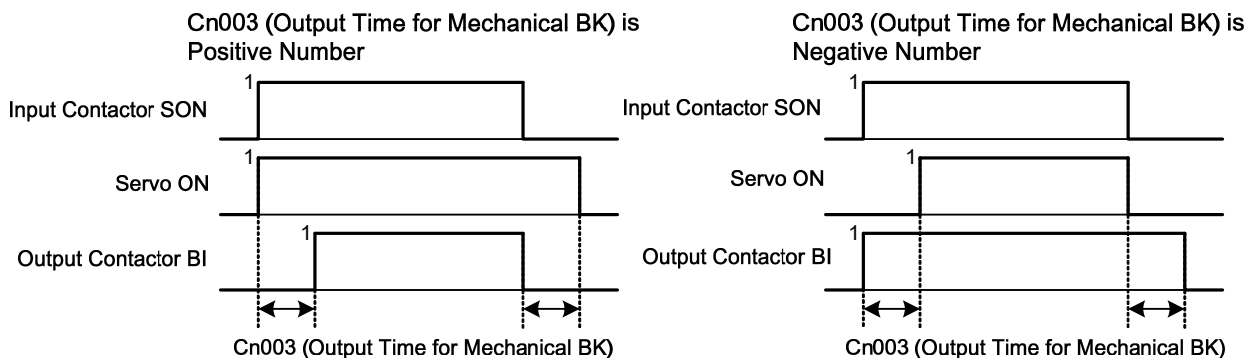 Cn003 (Output Time for Mechanical BK) is
Positive Number
1
Input Contactor SON
1
Servo ON
1
Output Contactor BI
Cn003 (Output Time for Mechanical BK)
Cn003 (Output Time for Mechanical BK) is
Negative Number
1
Input Contactor SON
1
Servo ON
1
Output Contactor BI
Cn003 (Output Time for Mechanical BK)